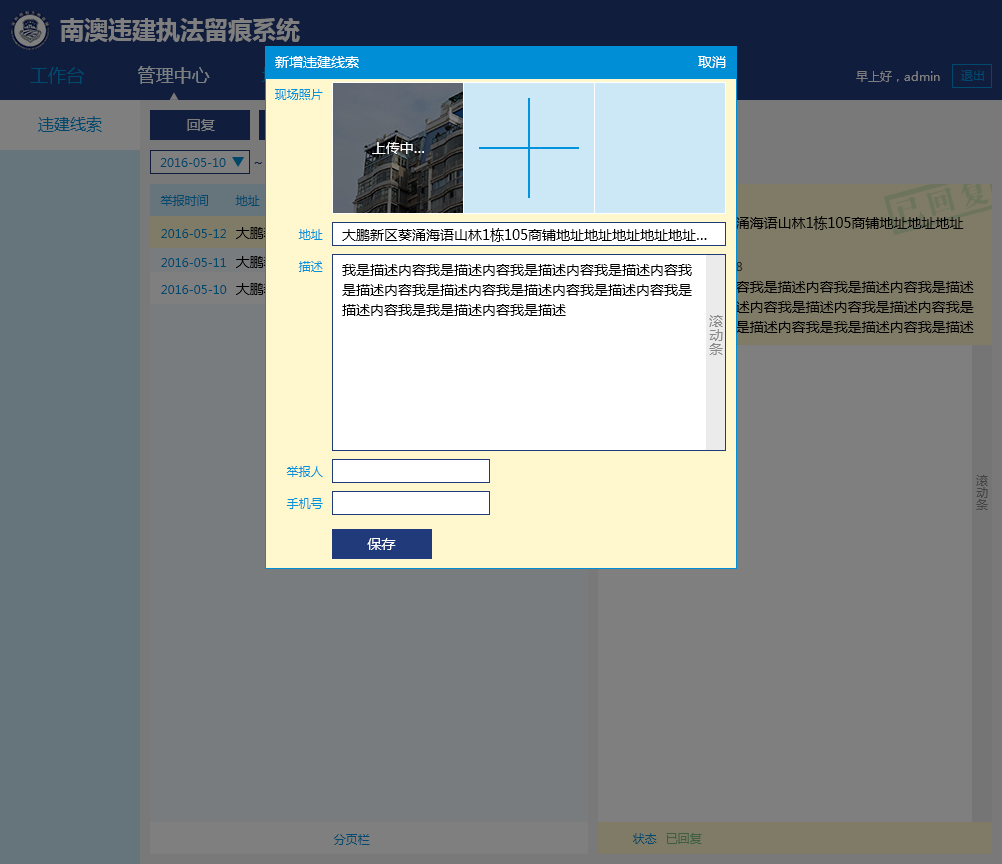 南澳违建执法留痕系统
工作台
管理中心
早上好，admin
退出
违建线索
回复
2016-05-10 ▼ ~
举报时间 地址
2016-05-12 大鹏
2016-05-11 大鹏
2016-05-10 大鹏
新增违建线索
取消
现场照片
上传中...
地址
大鹏新区葵涌海语山林1栋105商铺地址地址地址地址地址...
描述
我是描述内容我是描述内容我是描述内容我是描述内容我
是描述内容我是描述内容我是描述内容我是描述内容我是
描述内容我是我是描述内容我是描述
滚动条
举报人
手机号
保存
已回复
涌海语山林1栋105商铺地址地址地址
8
容我是描述内容我是描述内容我是描述
述内容我是描述内容我是描述内容我是
是描述内容我是我是描述内容我是描述
滚动条
分页栏
状态 已回复